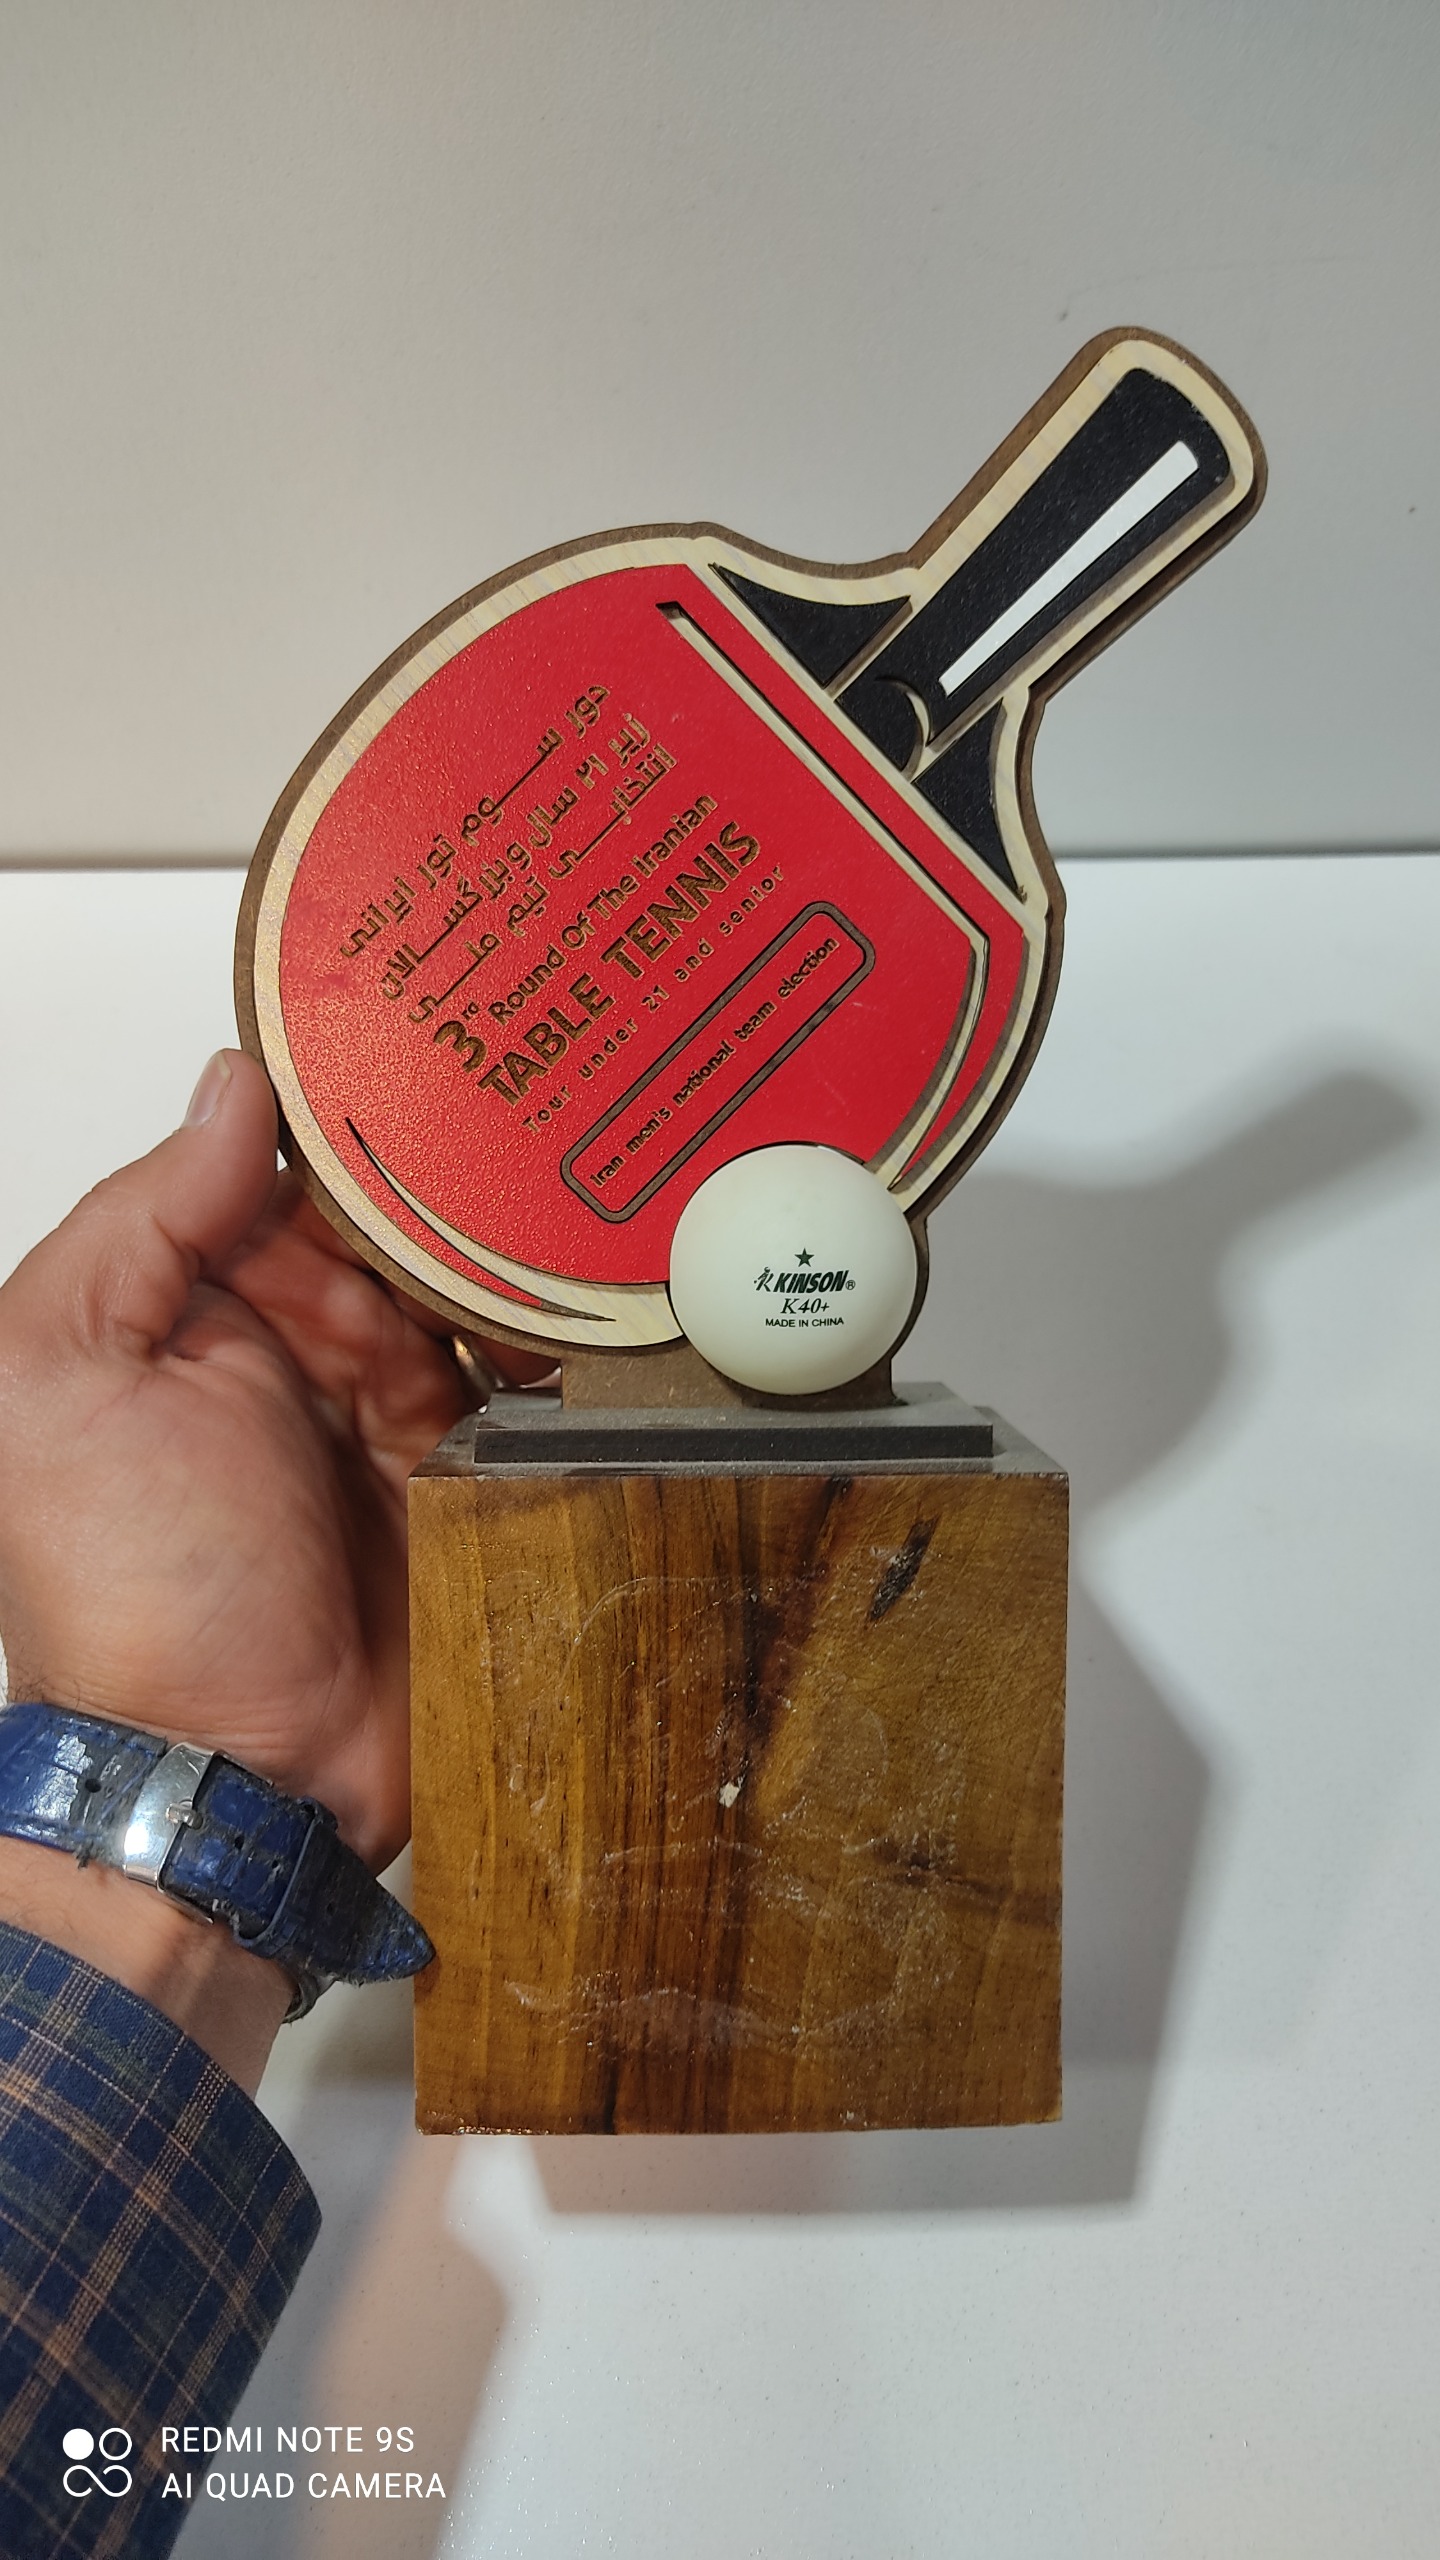 دور سوم تور ایرانی
زیر ۲۱ سال و بزرگسالان
انتخابی تیم ملی
3rd Round Of The Iranian
TABLE TENNIS
Tour under 21 and senior
Iran men's national team election
KINSON®
K40+
MADE IN CHINA
REDMI NOTE 9S
AI QUAD CAMERA